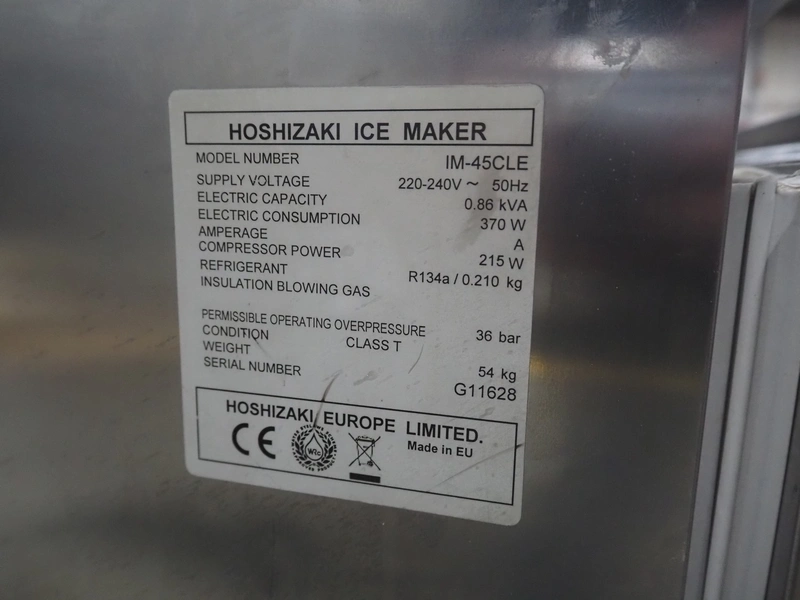 HOSHIZAKI ICE MAKER
MODEL NUMBER IM-45CLE
SUPPLY VOLTAGE 220-240V ~ 50Hz
ELECTRIC CAPACITY 0.86 kVA
ELECTRIC CONSUMPTION 370 W
AMPERAGE A
COMPRESSOR POWER 215 W
REFRIGERANT R134a / 0.210 kg
INSULATION BLOWING GAS
PERMISSIBLE OPERATING OVERPRESSURE 36 bar
CONDITION CLASS T
WEIGHT 54 kg
SERIAL NUMBER G11628
HOSHIZAKI EUROPE LIMITED.
CE WRc Made in EU